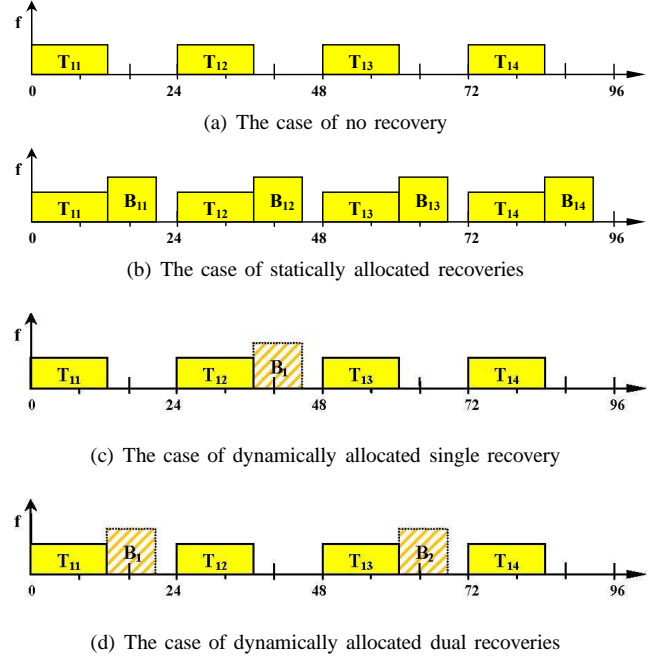 f
T11 T12 T13 T14
0 24 48 72 96
(a) The case of no recovery
f
T11 B11 T12 B12 T13 B13 T14 B14
0 24 48 72 96
(b) The case of statically allocated recoveries
f
T11 T12 B1 T13 T14
0 24 48 72 96
(c) The case of dynamically allocated single recovery
f
T11 B1 T12 T13 B2 T14
0 24 48 72 96
(d) The case of dynamically allocated dual recoveries